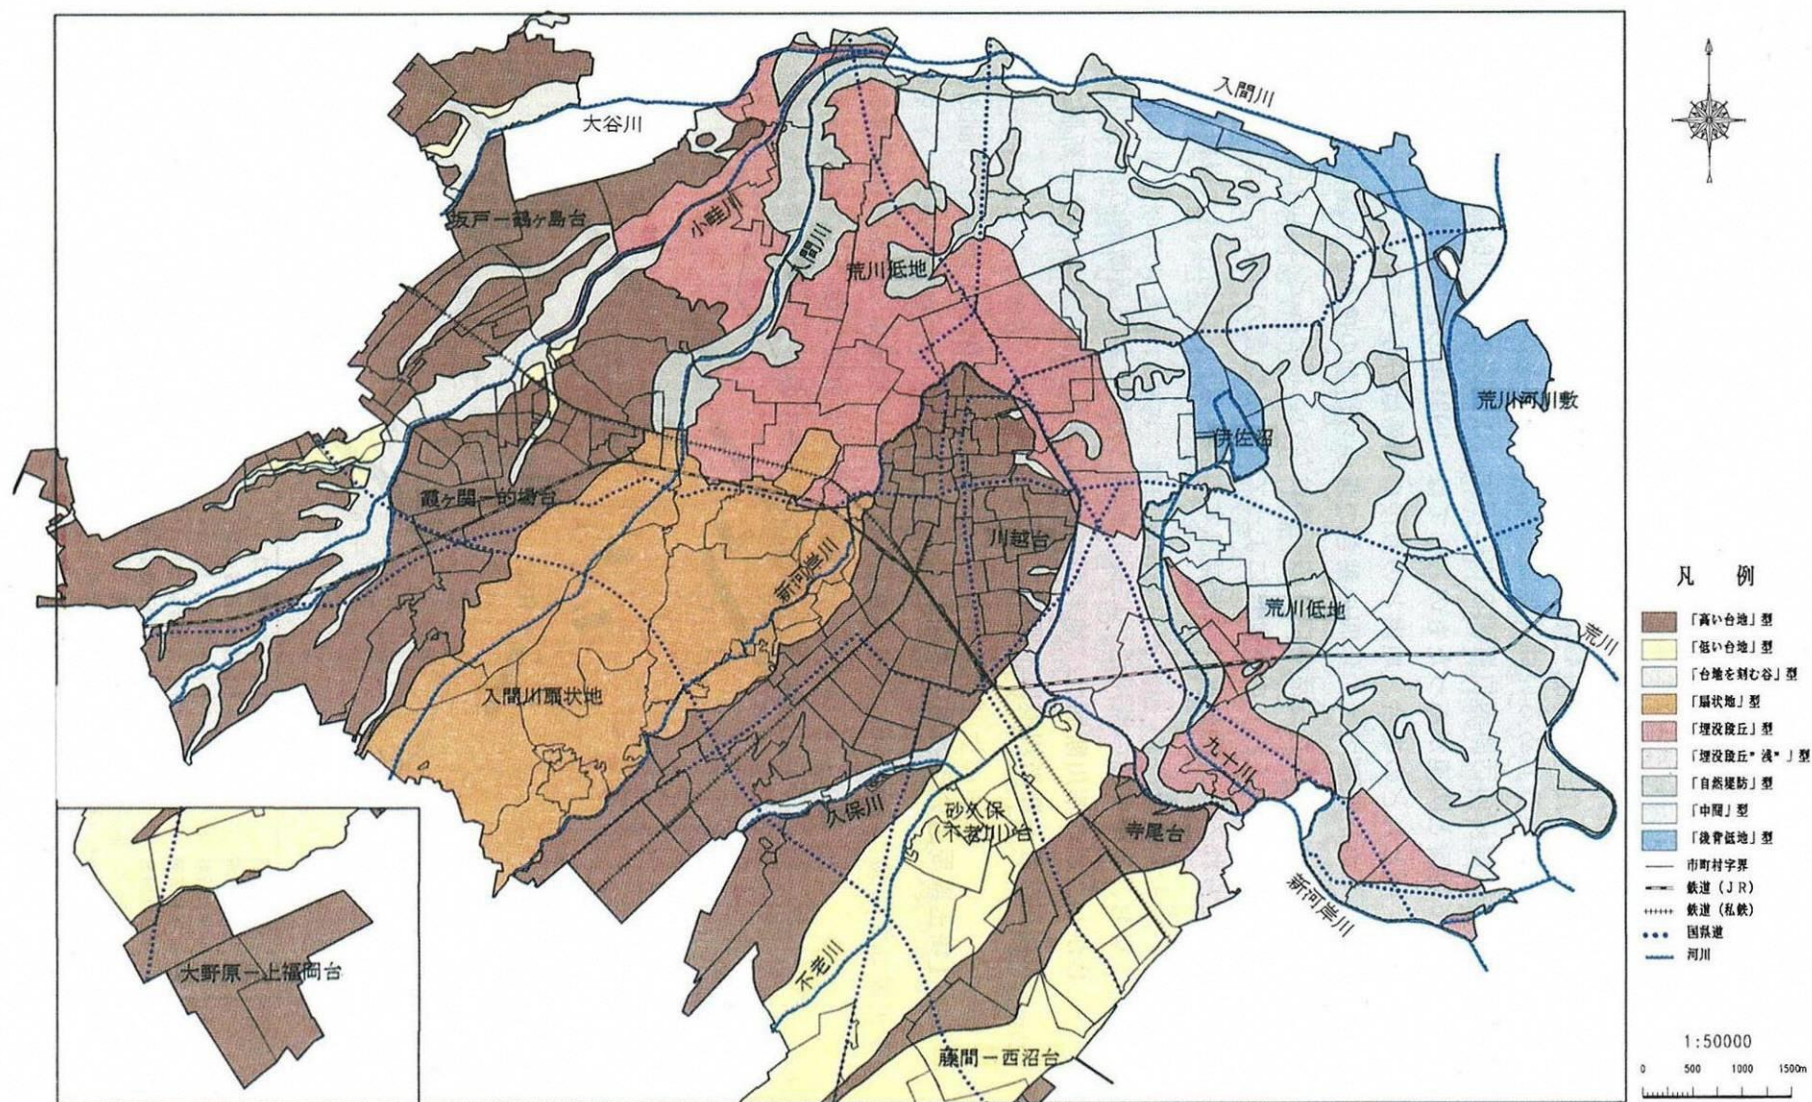 入間川
大谷川
坂戸－鶴ヶ島台
小畦川
入間川
荒川低地
荒川河川敷
伊佐沼
霞ヶ関－的場台
川越台
新河岸川
荒川低地
荒川
入間川扇状地
九十川
久保川
砂久保
(不老川)台
寺尾台
新河岸川
不老川
大野原－上福岡台
藤間－西沼台
凡 例
「高い台地」型
「低い台地」型
「台地を刻む谷」型
「扇状地」型
「埋没段丘」型
「埋没段丘"浅"」型
「自然堤防」型
「中間」型
「後背低地」型
市町村字界
鉄道(JR)
鉄道(私鉄)
国県道
河川
1:50000
0 500 1000 1500m